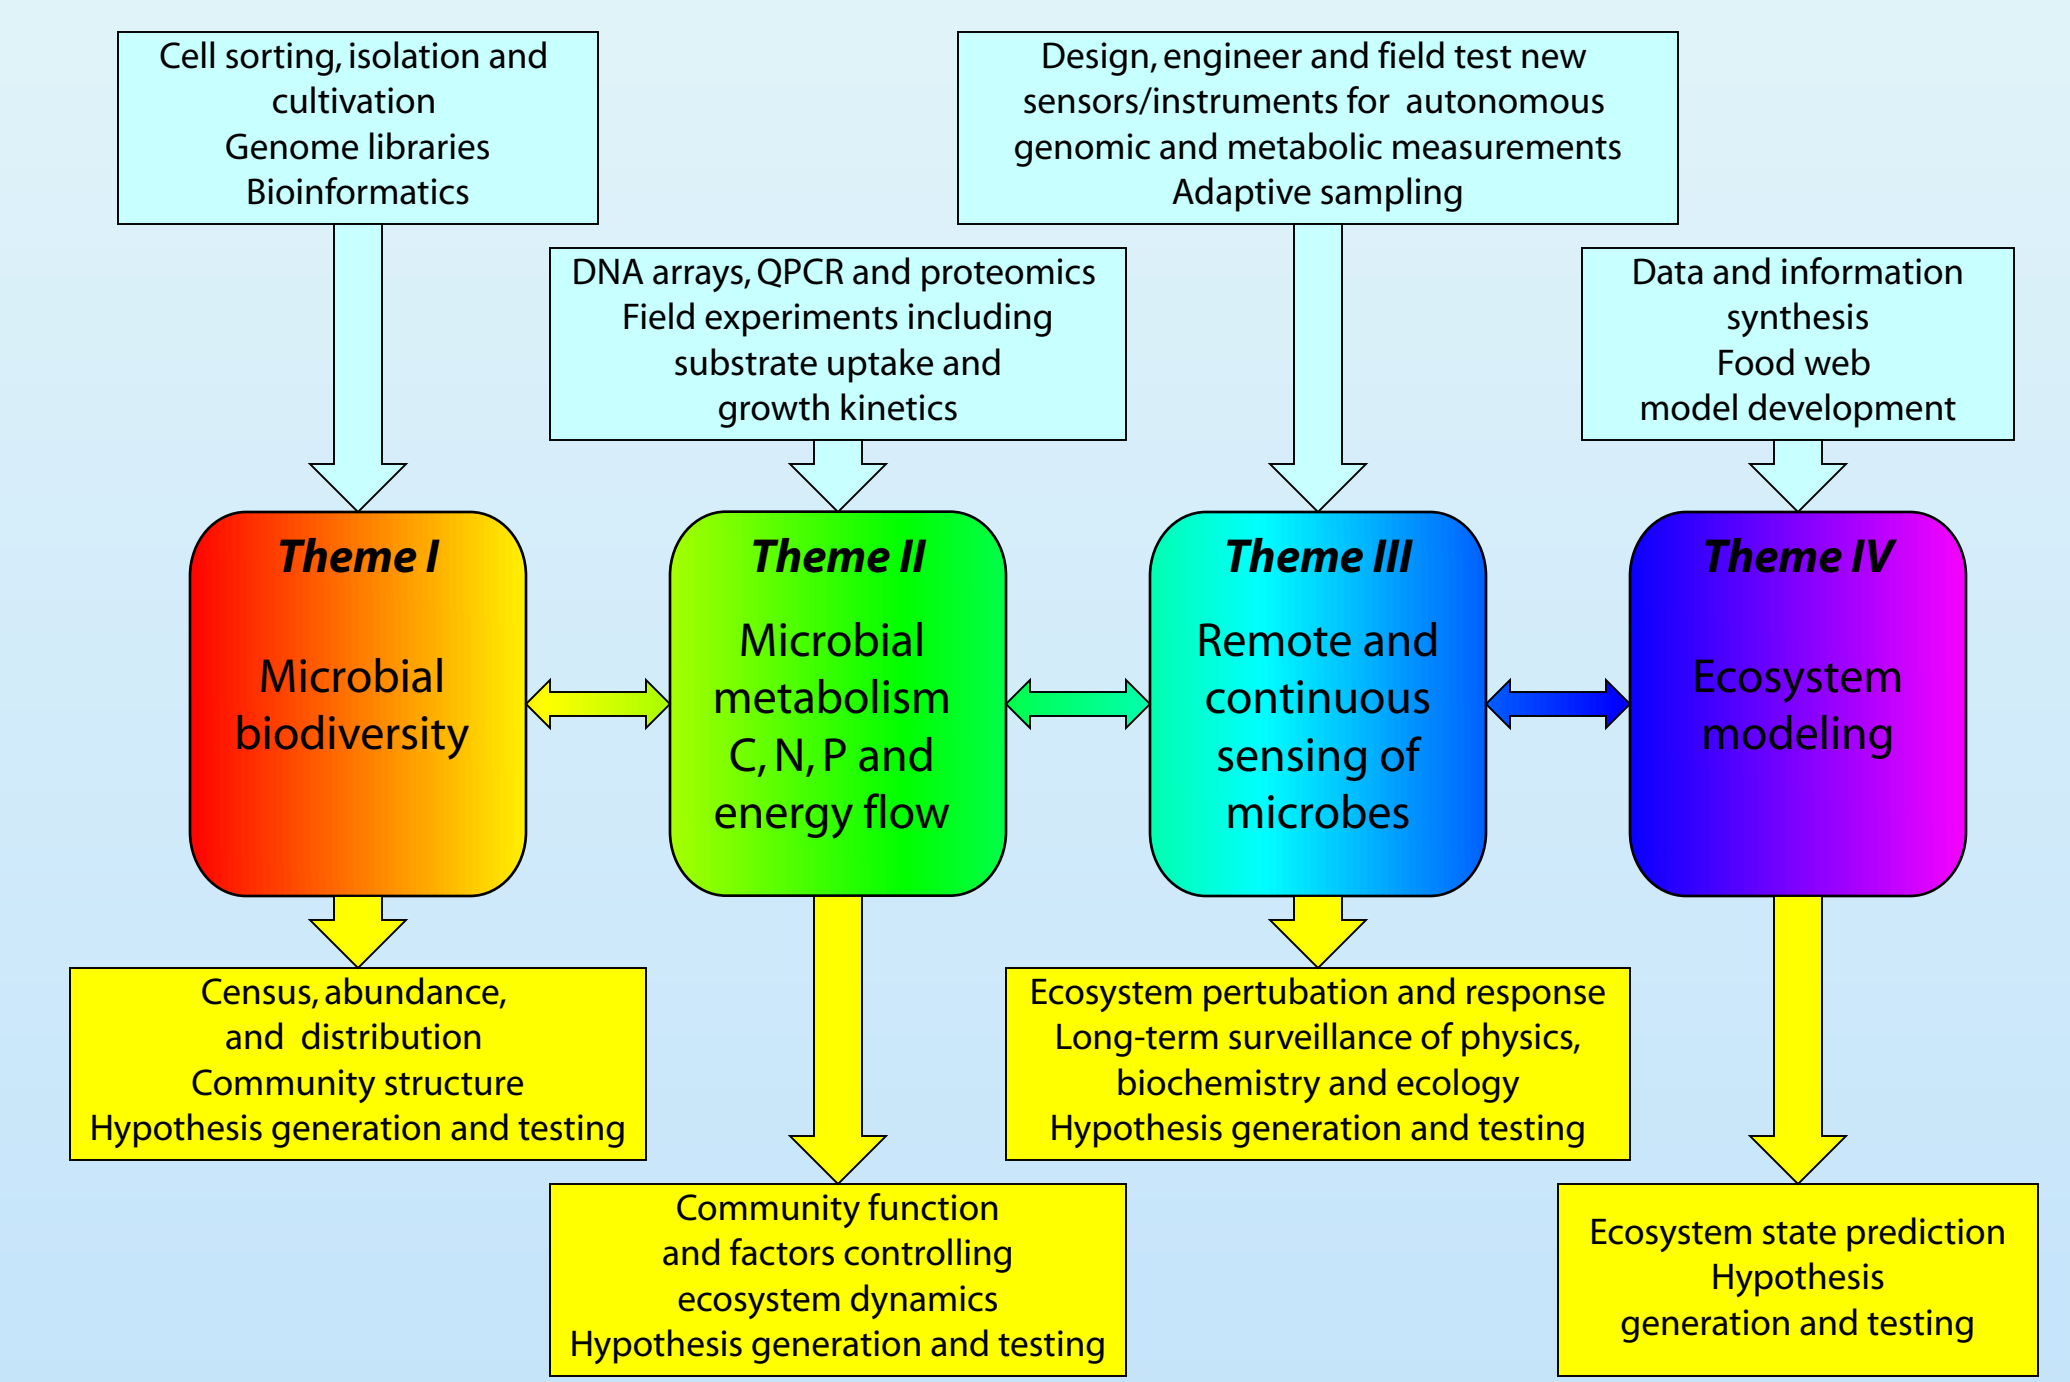 Cell sorting, isolation and
cultivation
Genome libraries
Bioinformatics
Design, engineer and field test new
sensors/instruments for autonomous
genomic and metabolic measurements
Adaptive sampling
DNA arrays, QPCR and proteomics
Field experiments including
substrate uptake and
growth kinetics
Data and information
synthesis
Food web
model development
Theme I
Microbial
biodiversity
Theme II
Microbial
metabolism
C, N, P and
energy flow
Theme III
Remote and
continuous
sensing of
microbes
Theme IV
Ecosystem
modeling
Census, abundance,
and distribution
Community structure
Hypothesis generation and testing
Ecosystem pertubation and response
Long-term surveillance of physics,
biochemistry and ecology
Hypothesis generation and testing
Community function
and factors controlling
ecosystem dynamics
Hypothesis generation and testing
Ecosystem state prediction
Hypothesis
generation and testing